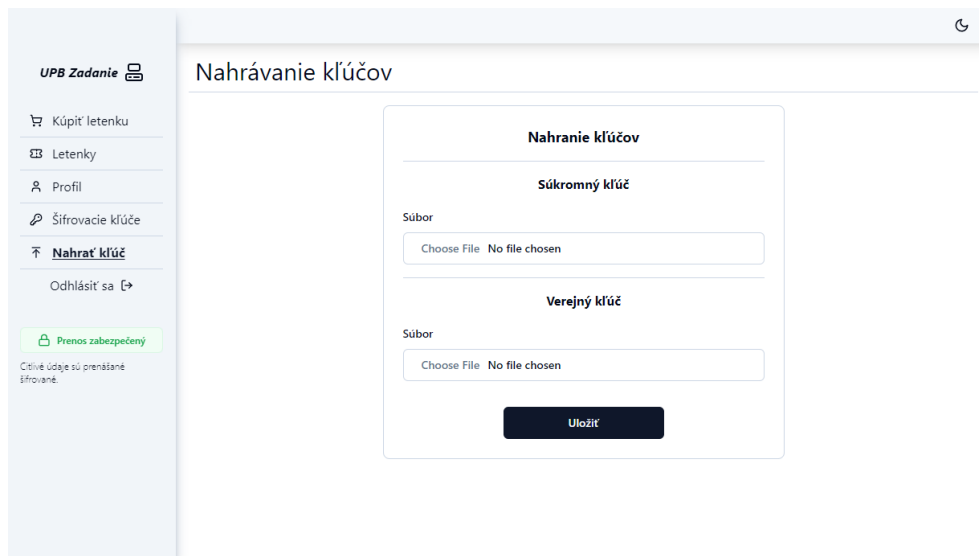 UPB Zadanie
Kúpiť letenku
Letenky
Profil
Šifrovacie kľúče
Nahrať kľúč
Odhlásiť sa
Prenos zabezpečený
Citlivé údaje sú prenášané
šifrované.
Nahrávanie kľúčov
Nahranie kľúčov
Súkromný kľúč
Súbor
Choose File No file chosen
Verejný kľúč
Súbor
Choose File No file chosen
Uložiť